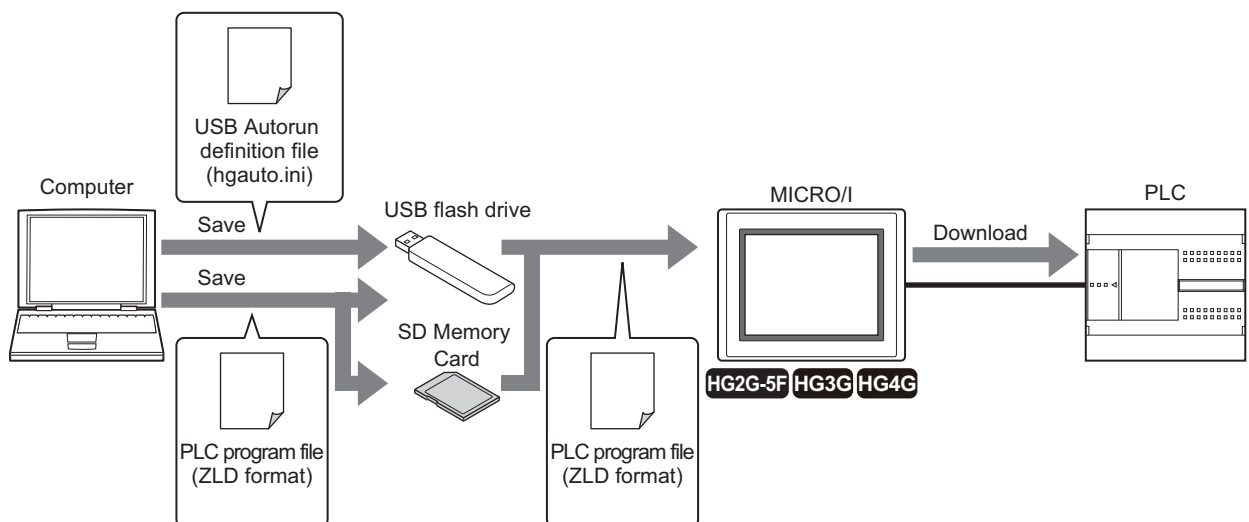 USB Autorun
definition file
(hgauto.ini)
Computer
Save
USB flash drive
MICRO/I
PLC
Download
Save
SD Memory
Card
HG2G-5F HG3G HG4G
PLC program file
(ZLD format)
PLC program file
(ZLD format)